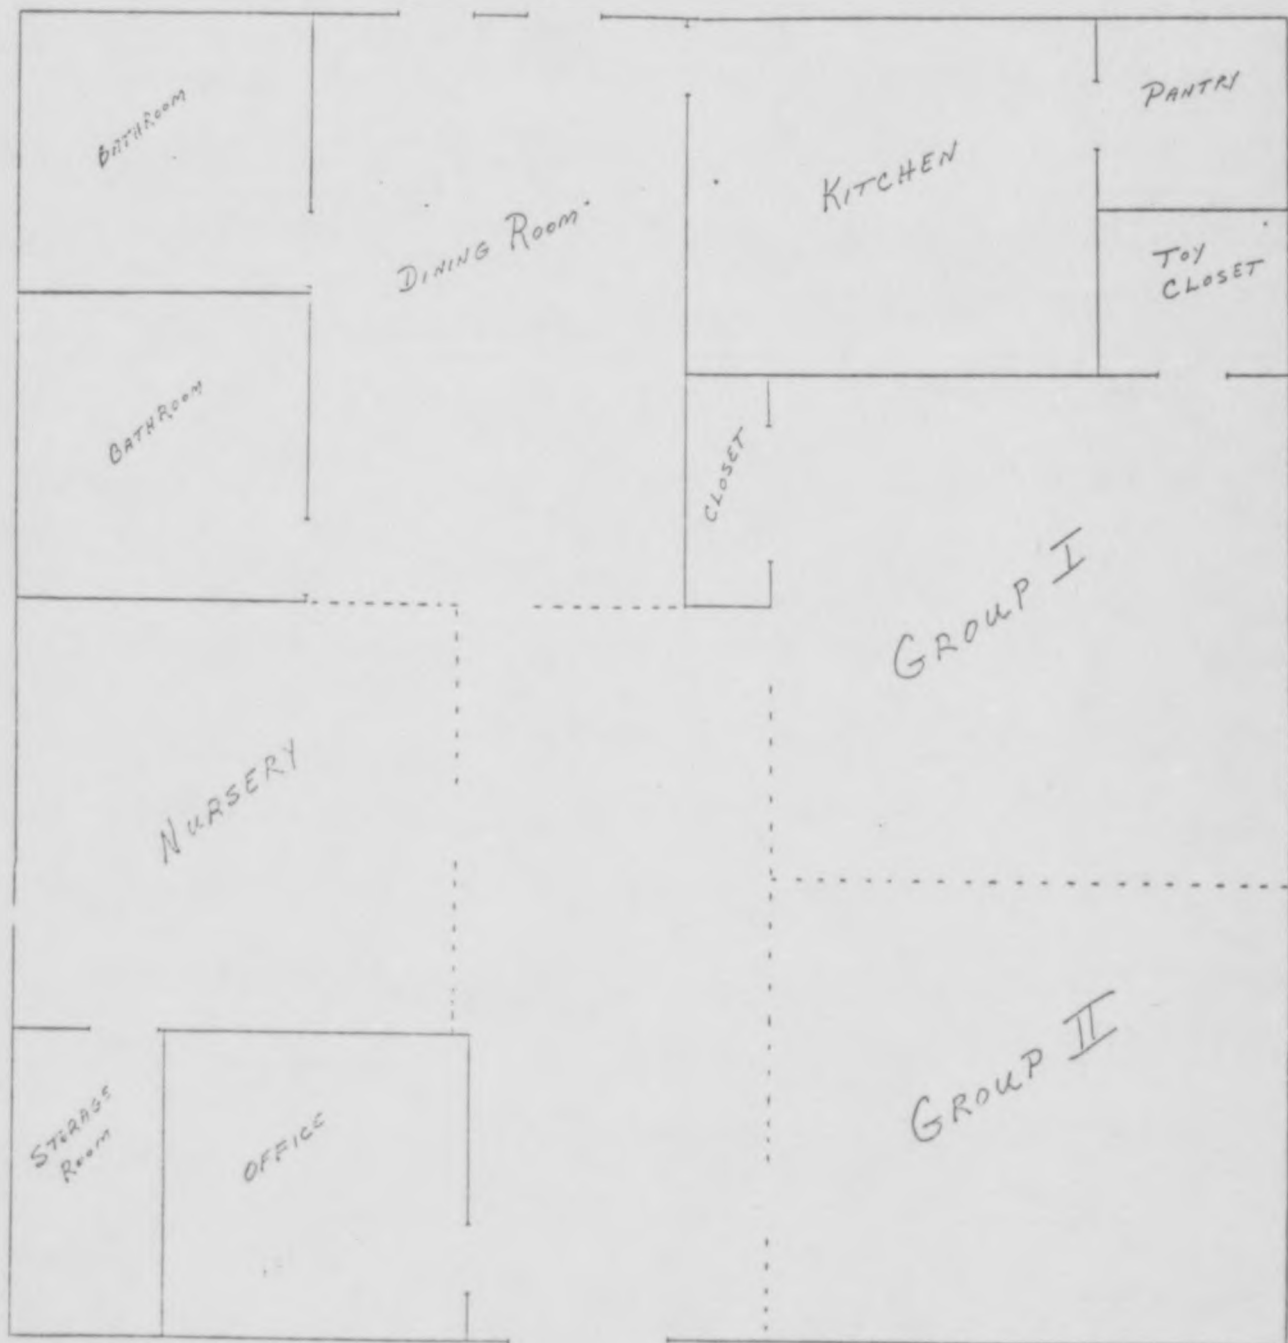 BATHROOM
DINING ROOM
KITCHEN
PANTRY
TOY
CLOSET
BATHROOM
CLOSET
GROUP I
NURSERY
GROUP II
STORAGE
ROOM
OFFICE